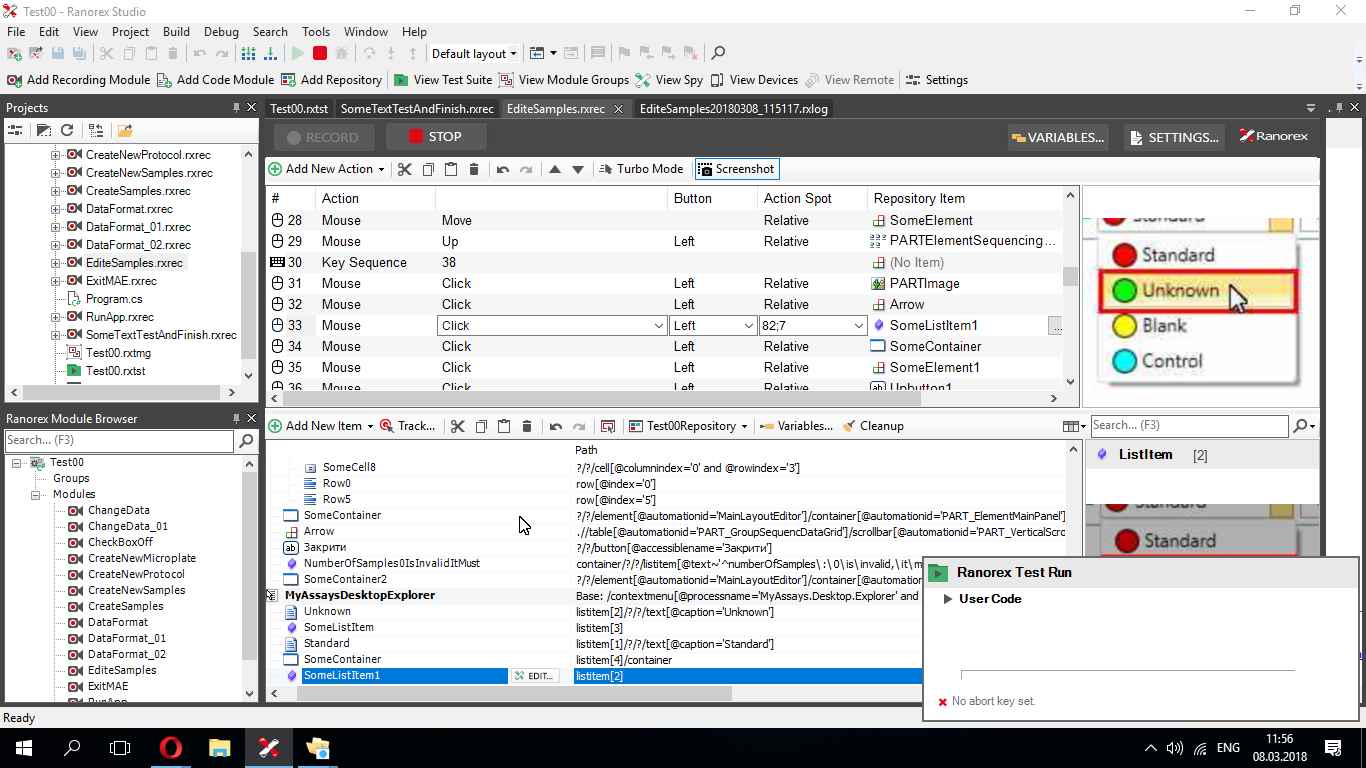 Test00 - Ranorex Studio
File Edit View Project Build Debug Search Tools Window Help
Default layout
Add Recording Module Add Code Module Add Repository View Test Suite View Module Groups View Spy View Devices View Remote Settings
Projects
CreateNewProtocol.rxrec
CreateNewSamples.rxrec
CreateSamples.rxrec
DataFormat.rxrec
DataFormat_01.rxrec
DataFormat_02.rxrec
EditeSamples.rxrec
ExitMAE.rxrec
Program.cs
RunApp.rxrec
SomeTextTestAndFinish.rxrec
Test00.rxtmg
Test00.rxtst
Ranorex Module Browser
Search... (F3)
Test00
Groups
Modules
ChangeData
ChangeData_01
CheckBoxOff
CreateNewMicroplate
CreateNewProtocol
CreateNewSamples
CreateSamples
DataFormat
DataFormat_01
DataFormat_02
EditeSamples
ExitMAE
RunApp
Test00.rxtst SomeTextTestAndFinish.rxrec EditeSamples.rxrec EditeSamples20180308_115117.rxlog
RECORD STOP VARIABLES... SETTINGS... Ranorex
Add New Action Turbo Mode Screenshot
# Action Button Action Spot Repository Item
28 Mouse Move Relative SomeElement
29 Mouse Up Left Relative PARTElementSequencing...
30 Key Sequence 38 (No Item)
31 Mouse Click Left Relative PARTImage
32 Mouse Click Left Relative Arrow
33 Mouse Click Left 82;7 SomeListItem1 ...
34 Mouse Click Left Relative SomeContainer
35 Mouse Click Left Relative SomeElement1
36 Mouse Click Left Relative Upbutton1
Standard
Standard
Unknown
Blank
Control
Add New Item Track... Test00Repository Variables... Cleanup
Path
SomeCell8 ?/?/cell[@columnindex='0' and @rowindex='3']
Row0 row[@index='0']
Row5 row[@index='5']
SomeContainer ?/?/element[@automationid='MainLayoutEditor']/container[@automationid='PART_ElementMainPanel']
Arrow .//table[@automationid='PART_GroupSequencDataGrid']/scrollbar[@automationid='PART_VerticalScro
Закрити ?/?/button[@accessiblename='Закрити']
NumberOfSamples0IsInvalidItMust container/?/?/listitem[@text~'^numberOfSamples\ :\ 0\ is\ invalid,\ it\ m
SomeContainer2 ?/?/element[@automationid='MainLayoutEditor']/container[@automationid=
MyAssaysDesktopExplorer Base: /contextmenu[@processname='MyAssays.Desktop.Explorer' and
Unknown listitem[2]/?/?/text[@caption='Unknown']
SomeListItem listitem[3]
Standard listitem[1]/?/?/text[@caption='Standard']
SomeContainer listitem[4]/container
SomeListItem1 EDIT... listitem[2]
Search... (F3)
ListItem [2]
Standard
Standard
Ranorex Test Run
User Code
No abort key set.
Ready
ENG
11:56
08.03.2018